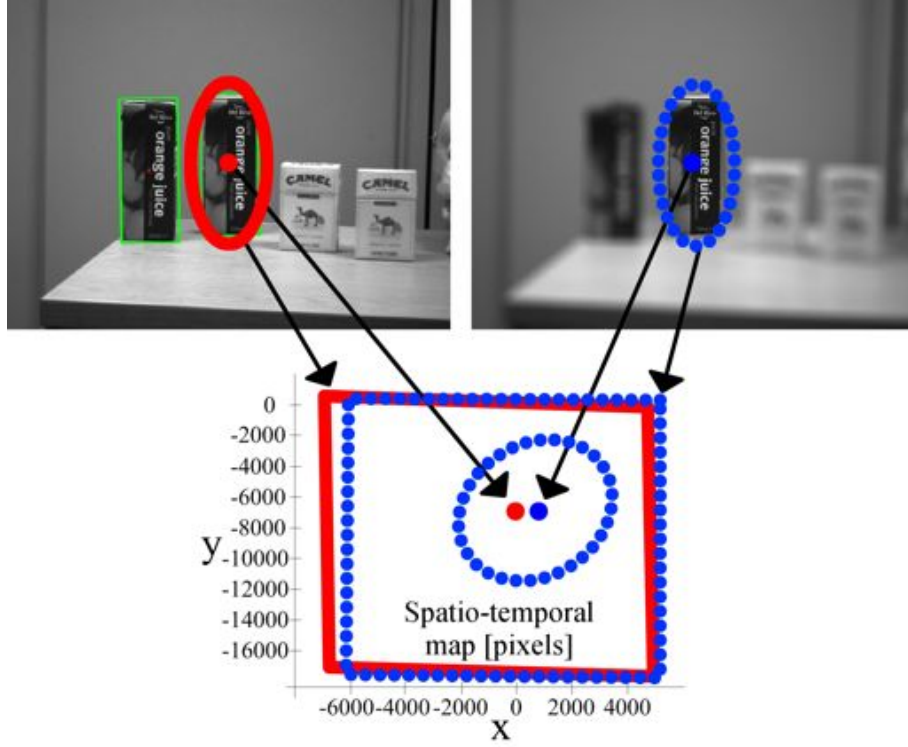 orange juice
orange juice
CAMEL
CAMEL
orange juice
0
-2000
-4000
-6000
-8000
-10000
-12000
-14000
-16000
y
Spatio-temporal
map [pixels]
-6000 -4000 -2000 0 2000 4000
x